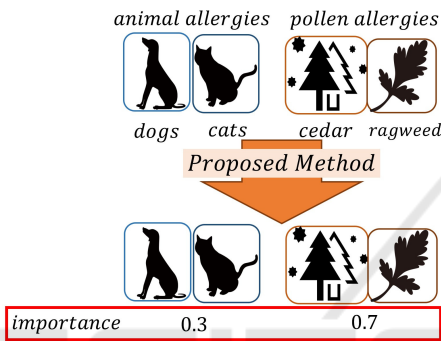 animal allergies pollen allergies
dogs cats cedar ragweed
Proposed Method
importance 0.3 0.7